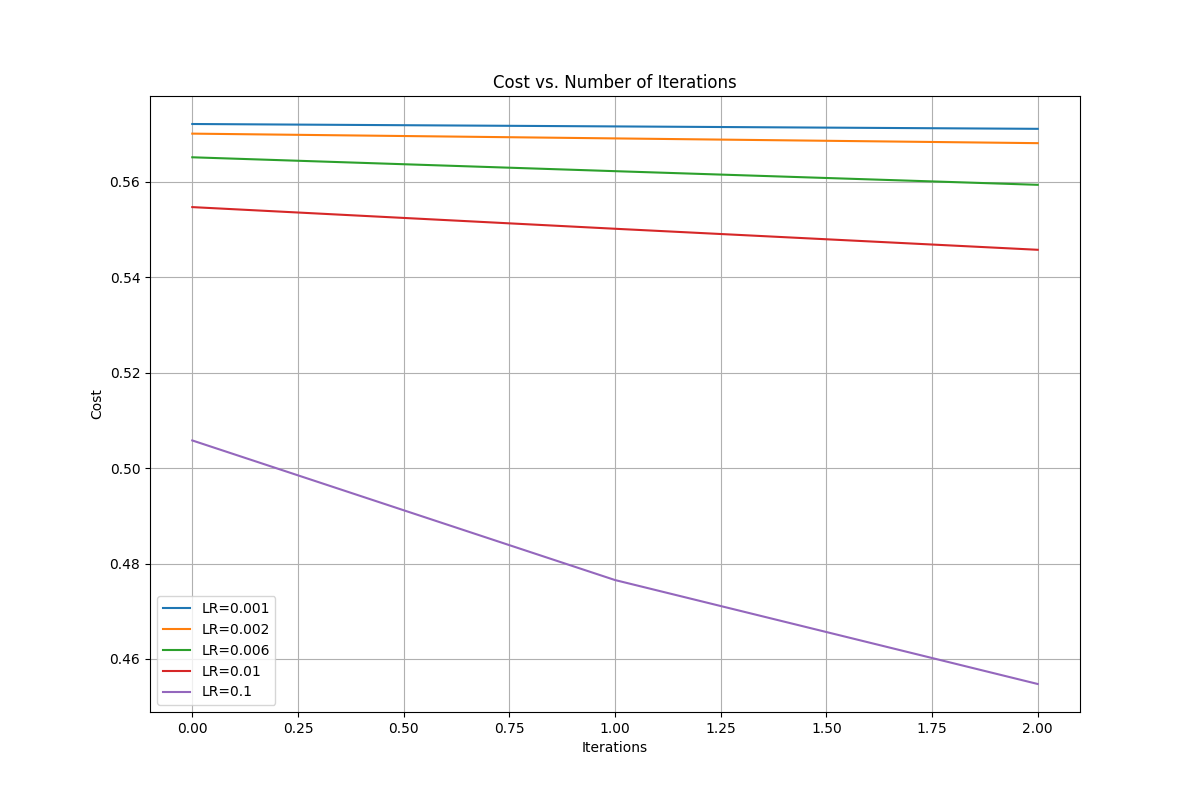 Cost vs. Number of Iterations
0.56
0.54
0.52
0.50
0.48
0.46
Cost
LR=0.001
LR=0.002
LR=0.006
LR=0.01
LR=0.1
0.00 0.25 0.50 0.75 1.00 1.25 1.50 1.75 2.00
Iterations